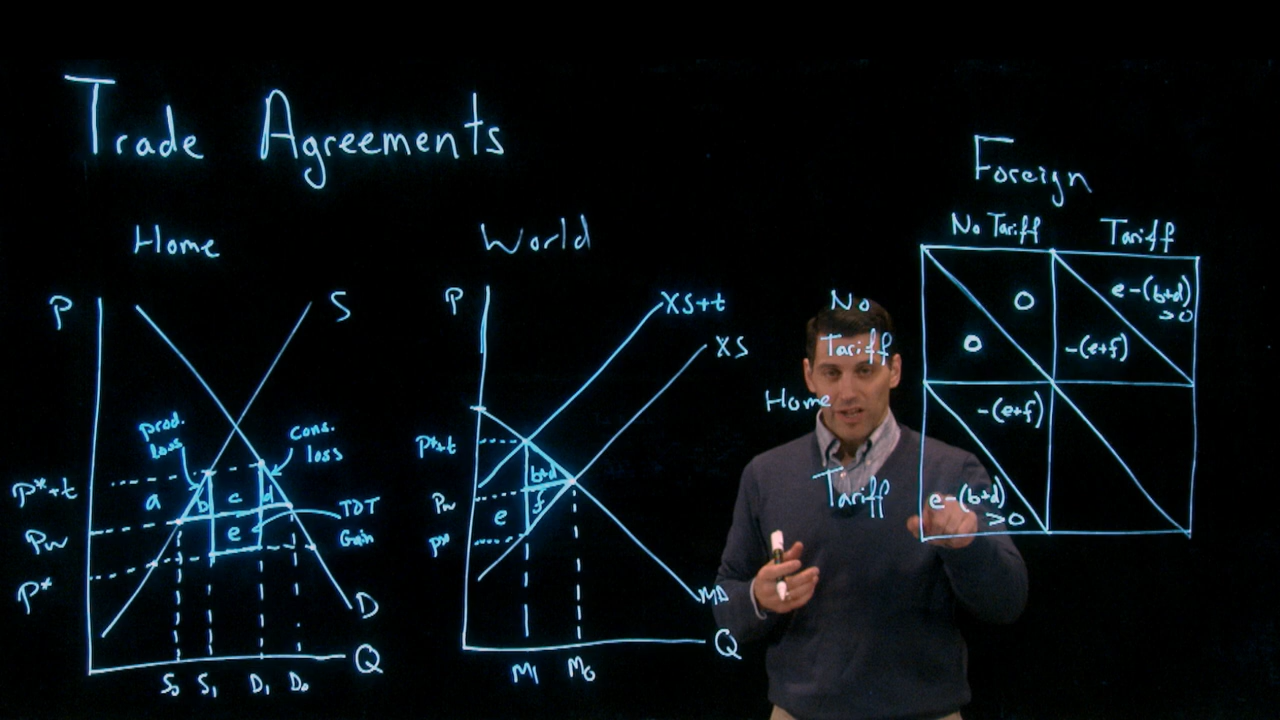 Trade Agreements
Home
P
S
prod.
loss
cons.
loss
P*+t
a
b
c
d
TOT
Gain
Pw
e
P*
D
Q
S₀ S₁ D₁ D₀
World
P
XS+t
XS
P*+t
b+d
Pw
e
f
P*
MD
Q
M₁ M₀
Foreign
No Tariff Tariff
Home
No
Tariff
0
0
e-(b+d)
>0
-(e+f)
Tariff
-(e+f)
e-(b+d)
>0